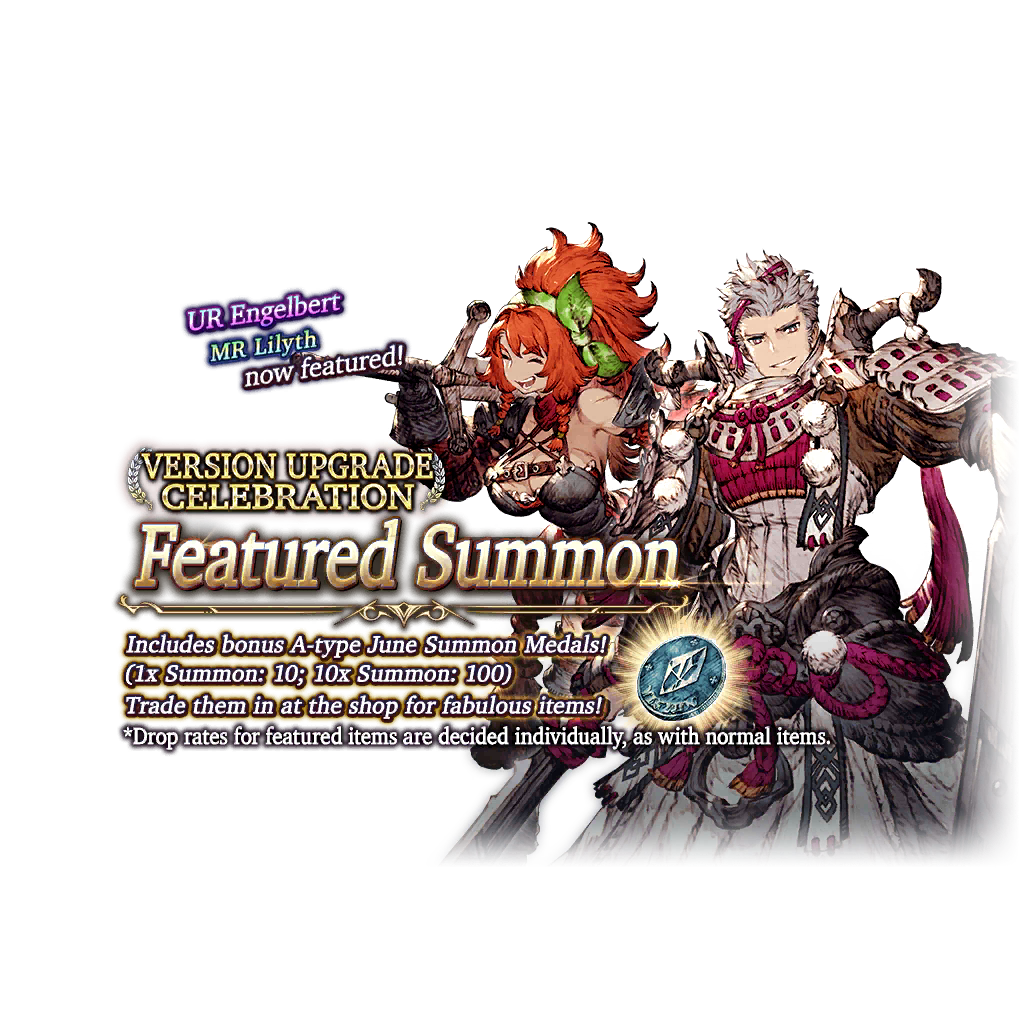 UR Engelbert
MR Lilyth
now featured!
VERSION UPGRADE
CELEBRATION
Featured Summon
Includes bonus A-type June Summon Medals!
(1x Summon: 10; 10x Summon: 100)
Trade them in at the shop for fabulous items!
*Drop rates for featured items are decided individually, as with normal items.